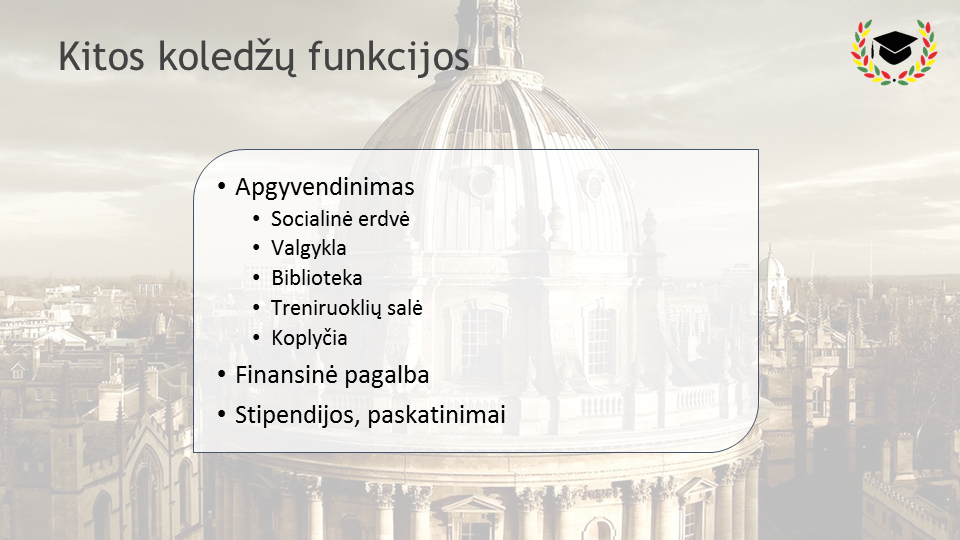 Kitos koledžų funkcijos
• Apgyvendinimas
• Socialinė erdvė
• Valgykla
• Biblioteka
• Treniruoklių salė
• Koplyčia
• Finansinė pagalba
• Stipendijos, paskatinimai